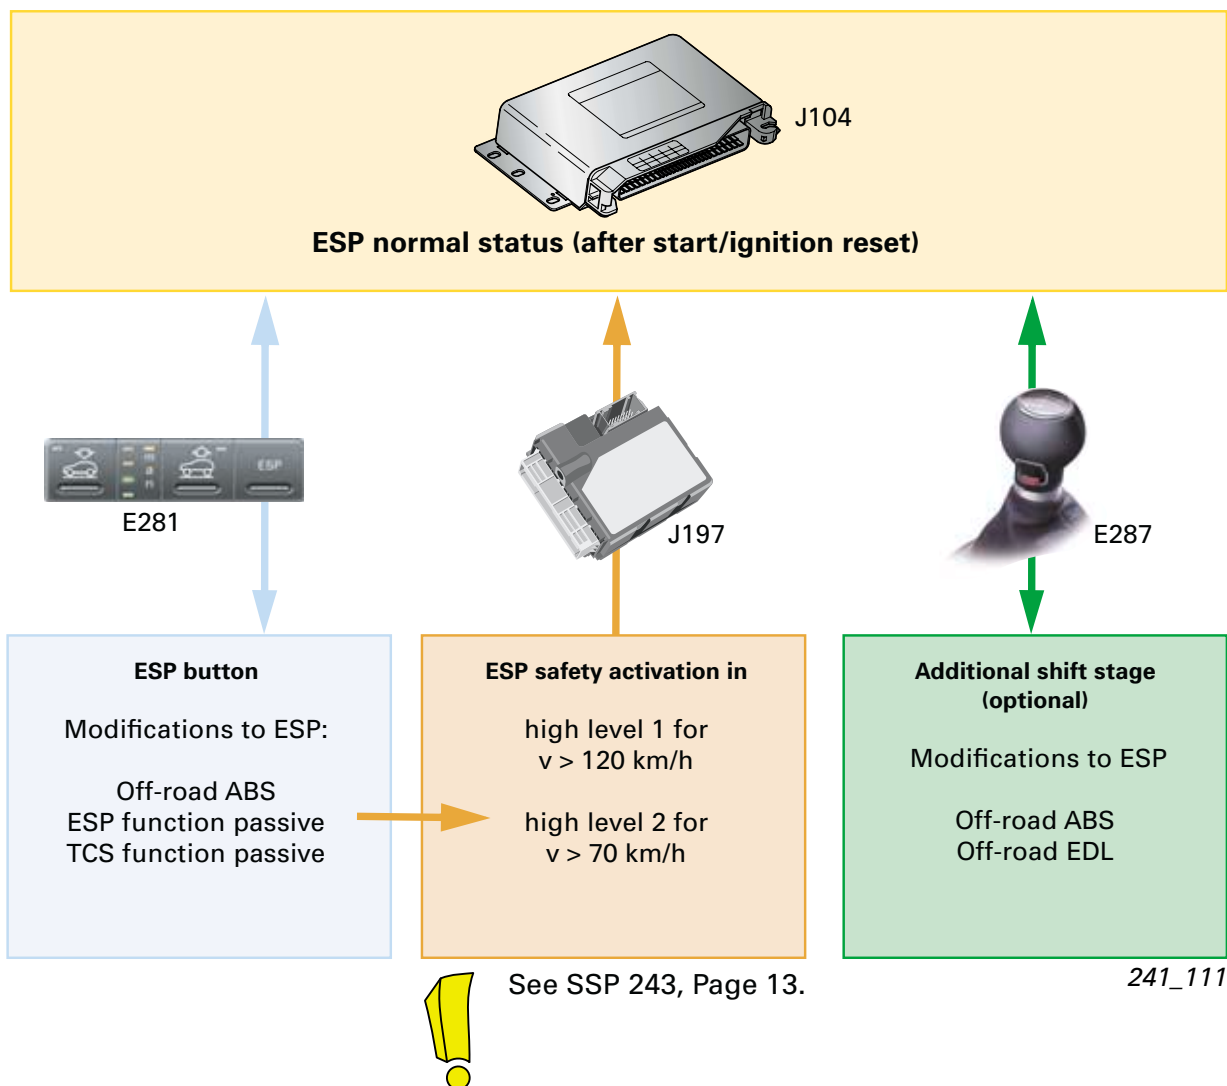 J104
ESP normal status (after start/ignition reset)
ESP
E281
J197
E287
ESP button
Modifications to ESP:
Off-road ABS
ESP function passive
TCS function passive
ESP safety activation in
high level 1 for
v > 120 km/h
high level 2 for
v > 70 km/h
Additional shift stage
(optional)
Modifications to ESP
Off-road ABS
Off-road EDL
See SSP 243, Page 13.
241_111